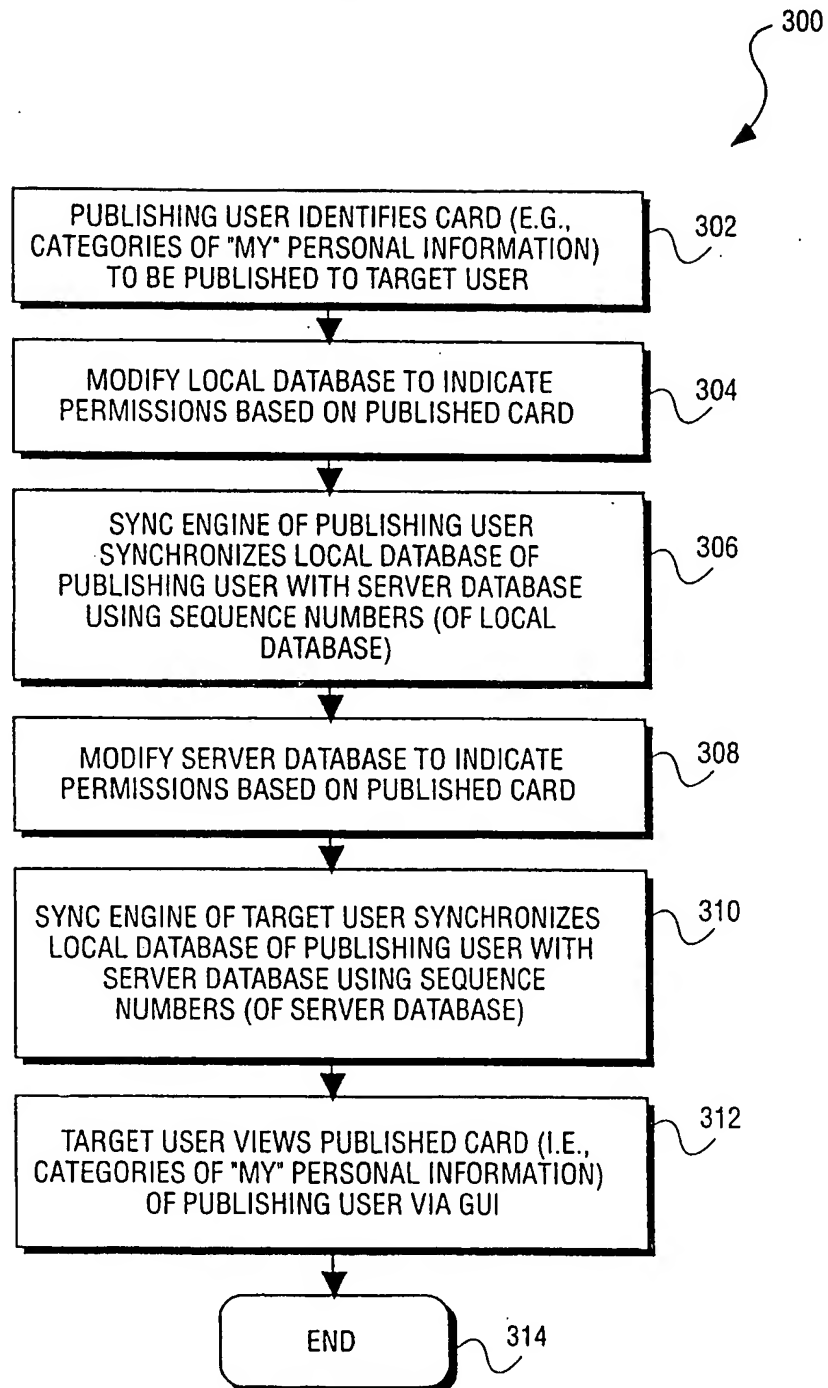 300
PUBLISHING USER IDENTIFIES CARD (E.G.,
CATEGORIES OF "MY" PERSONAL INFORMATION)
TO BE PUBLISHED TO TARGET USER
302
MODIFY LOCAL DATABASE TO INDICATE
PERMISSIONS BASED ON PUBLISHED CARD
304
SYNC ENGINE OF PUBLISHING USER
SYNCHRONIZES LOCAL DATABASE OF
PUBLISHING USER WITH SERVER DATABASE
USING SEQUENCE NUMBERS (OF LOCAL
DATABASE)
306
MODIFY SERVER DATABASE TO INDICATE
PERMISSIONS BASED ON PUBLISHED CARD
308
SYNC ENGINE OF TARGET USER SYNCHRONIZES
LOCAL DATABASE OF PUBLISHING USER WITH
SERVER DATABASE USING SEQUENCE
NUMBERS (OF SERVER DATABASE)
310
TARGET USER VIEWS PUBLISHED CARD (I.E.,
CATEGORIES OF "MY" PERSONAL INFORMATION)
OF PUBLISHING USER VIA GUI
312
END
314